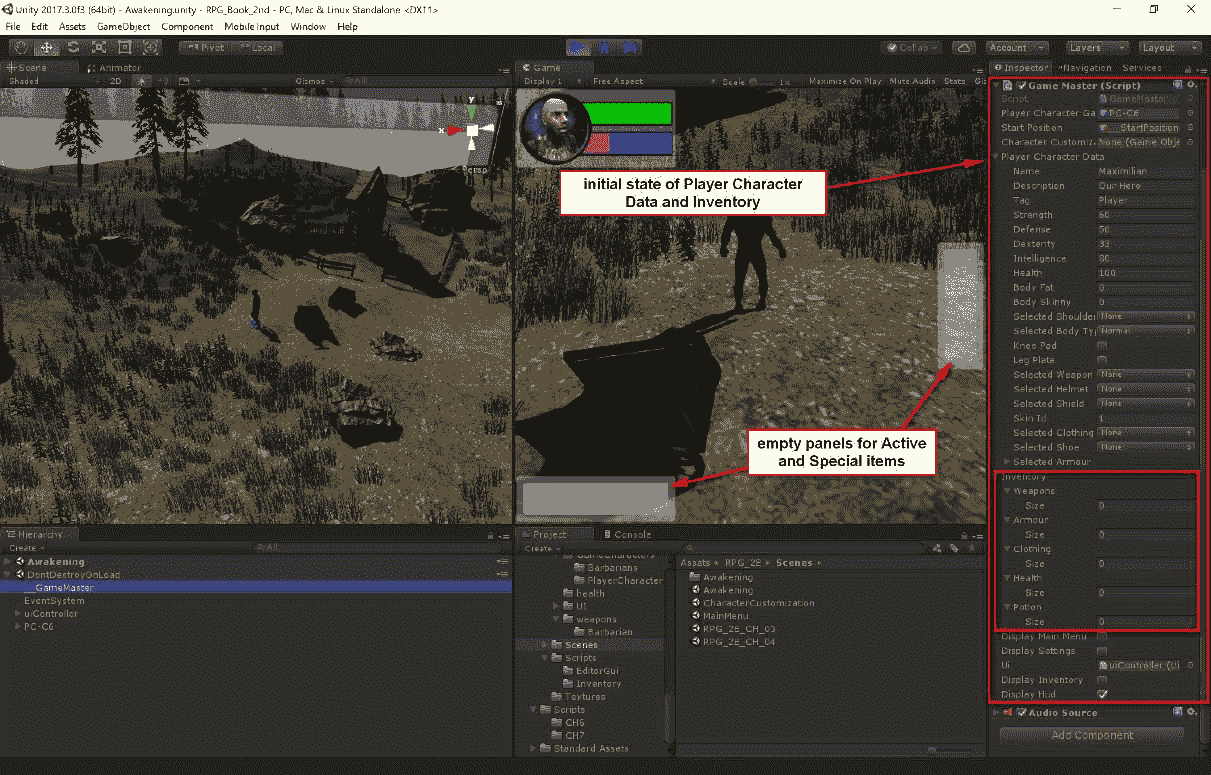 Unity 2017.3.0f3 (64bit) - Awakening.unity - RPG_Book_2nd - PC, Mac & Linux Standalone <DX11>
File Edit Assets GameObject Component Mobile Input Window Help
Pivot Local Collab Account Layers Layout
Scene Animator
Shaded 2D Gizmos All
Persp
y
x
Game
Display 1 Free Aspect Scale 1x Maximize On Play Mute Audio Stats
initial state of Player Character
Data and Inventory
empty panels for Active
and Special items
Inspector Navigation Services
Game Master (Script)
Script GameMaster
Player Character Ga PC-C6
Start Position StartPosition
Character Customiz None (Game Obje
Player Character Data
Name Maximilian
Description Our Hero
Tag Player
Strength 60
Defense 50
Dexterity 33
Intelligence 80
Health 100
Body Fat 0
Body Skinny 0
Selected Shoulder None
Selected Body Ty Normal
Knee Pad
Leg Plate
Selected Weapon None
Selected Helmet None
Selected Shield None
Skin Id 1
Selected Clothing None
Selected Shoe None
Selected Armour
Inventory
Weapons
Size 0
Armour
Size 0
Clothing
Size 0
Health
Size 0
Potion
Size 0
Display Main Menu
Display Settings
Ui uiController (Ui
Display Inventory
Display Hud
Audio Source
Add Component
Hierarchy
Create All
Awakening
DontDestroyOnLoad
__GameMaster
EventSystem
uiController
PC-C6
Project Console
Create
GameCharacters
Barbarians
PlayerCharacter
health
UI
weapons
Barbarian
Scenes
Scripts
EditorGui
Inventory
Textures
Scripts
CH6
CH7
Standard Assets
Assets RPG_2E Scenes
Awakening
Awakening
CharacterCustomization
MainMenu
RPG_2E_CH_03
RPG_2E_CH_04